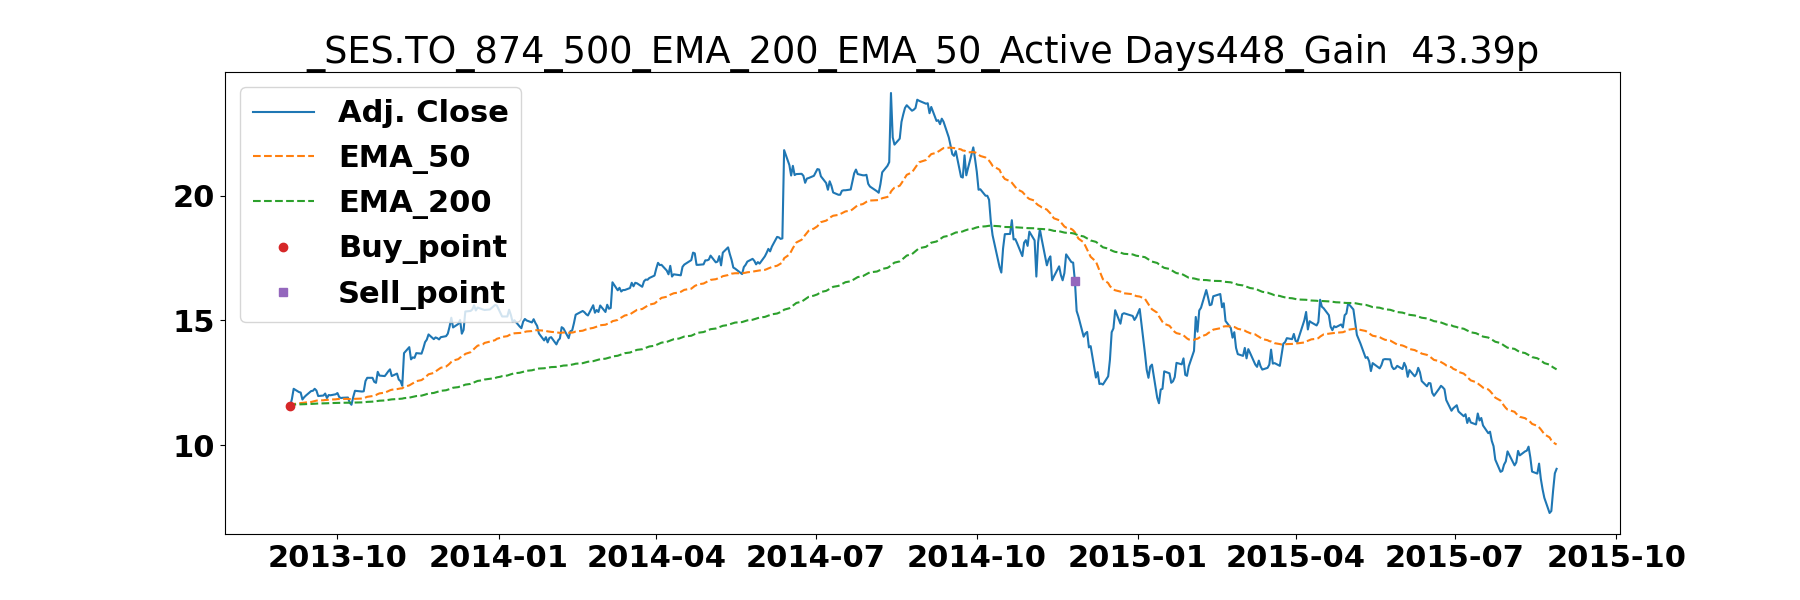 _SES.TO_874_500_EMA_200_EMA_50_Active Days448_Gain  43.39p
Adj. Close
EMA_50
EMA_200
Buy_point
Sell_point
20
15
10
2013-10 2014-01 2014-04 2014-07 2014-10 2015-01 2015-04 2015-07 2015-10